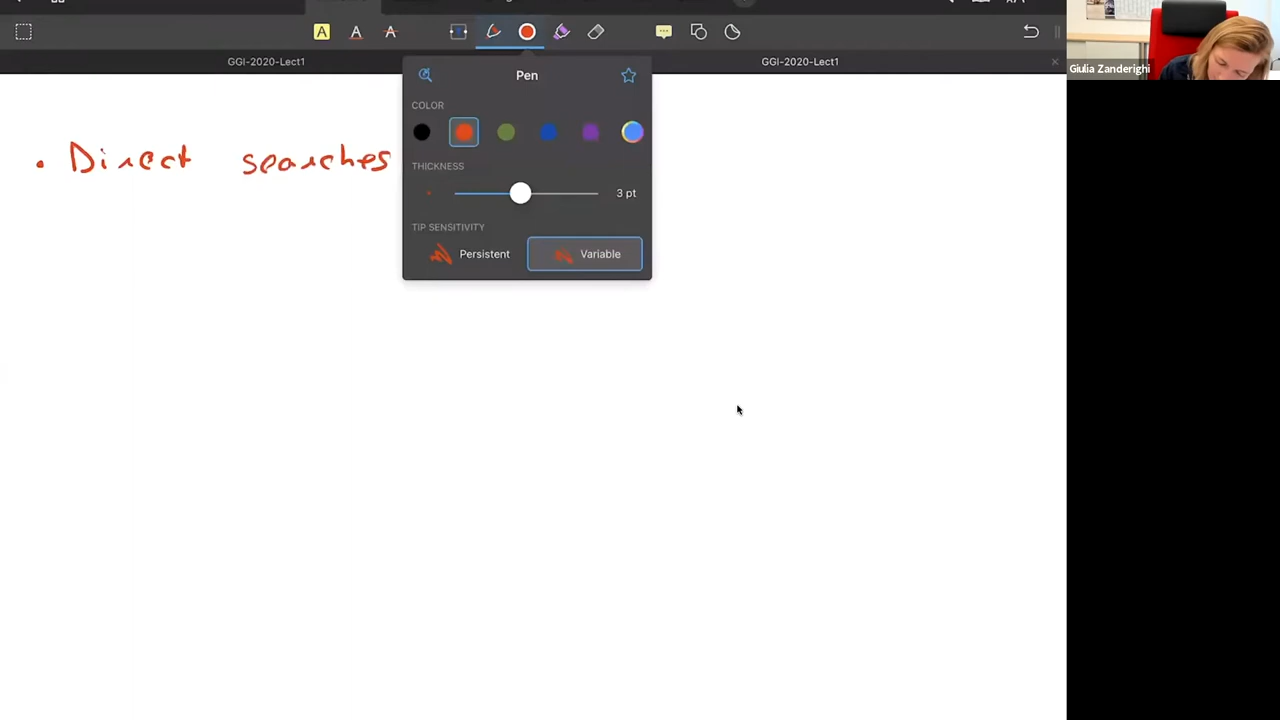 A A A
GGI-2020-Lect1 GGI-2020-Lect1
Giulia Zanderighi
Pen
COLOR
• Direct searches
THICKNESS
3 pt
TIP SENSITIVITY
Persistent Variable